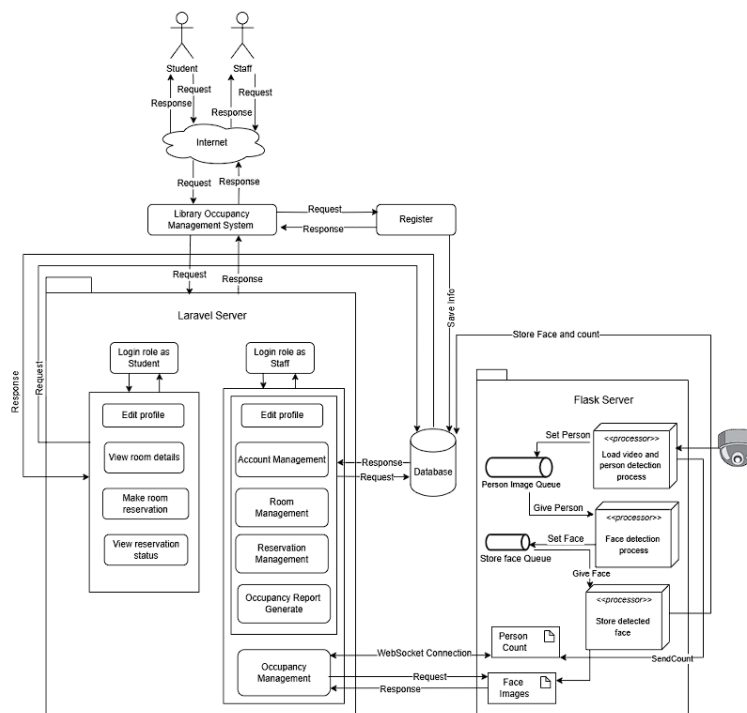 Student
Staff
Request
Request
Response
Response
Internet
Request
Response
Library Occupancy
Management System
Request
Response
Register
Request
Response
Save Info
Laravel Server
Store Face and count
Login role as
Student
Login role as
Staff
Response
Request
Flask Server
Edit profile
Edit profile
Set Person
<<processor>>
Load video and
person detection
process
View room details
Account Management
Response
Request
Database
Person Image Queue
Make room
reservation
Room
Management
Give Person
<<processor>>
Face detection
process
View reservation
status
Reservation
Management
Set Face
Store face Queue
Give Face
Occupancy Report
Generate
<<processor>>
Store detected
face
Person
Count
WebSocket Connection
SendCount
Occupancy
Management
Request
Response
Face
Images